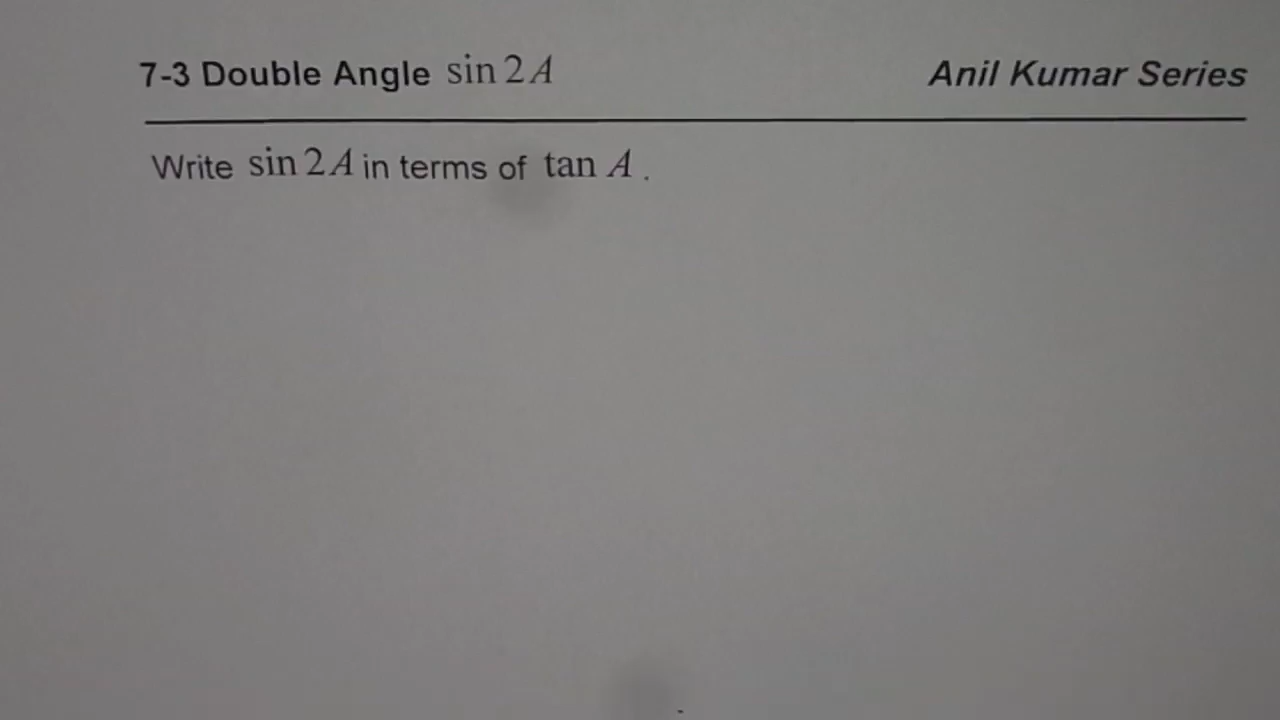 7-3 Double Angle sin 2A Anil Kumar Series
Write sin 2A in terms of tan A .